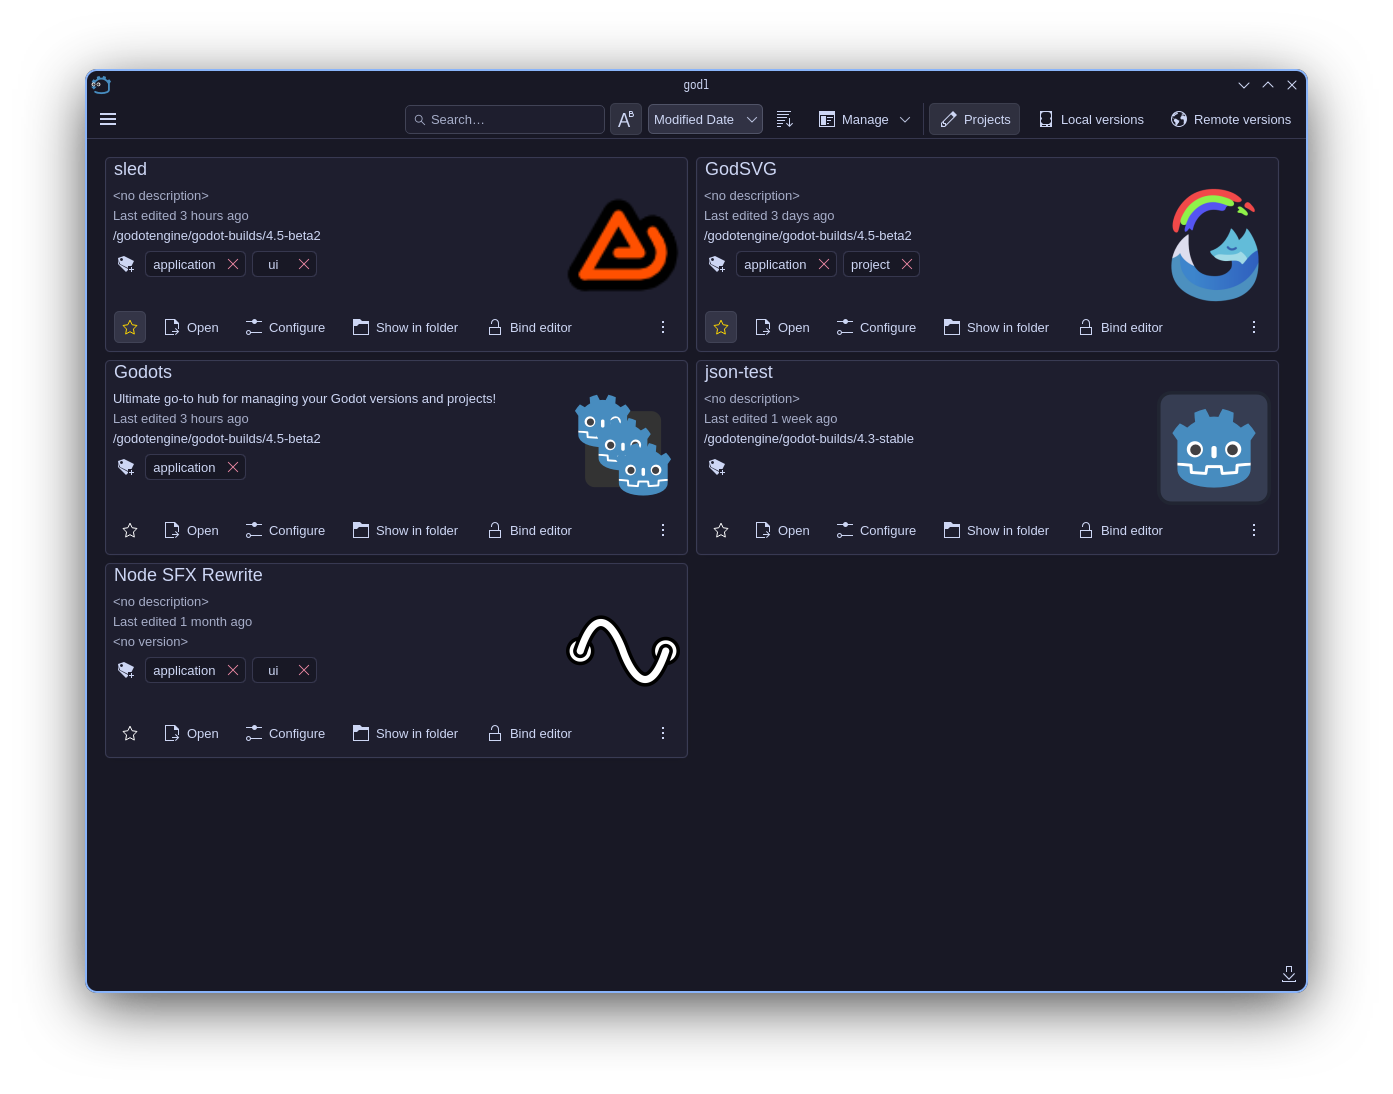 godl
Search…
Modified Date
Manage
Projects
Local versions
Remote versions
sled
<no description>
Last edited 3 hours ago
/godotengine/godot-builds/4.5-beta2
application
ui
Open
Configure
Show in folder
Bind editor
GodSVG
<no description>
Last edited 3 days ago
/godotengine/godot-builds/4.5-beta2
application
project
Open
Configure
Show in folder
Bind editor
Godots
Ultimate go-to hub for managing your Godot versions and projects!
Last edited 3 hours ago
/godotengine/godot-builds/4.5-beta2
application
Open
Configure
Show in folder
Bind editor
json-test
<no description>
Last edited 1 week ago
/godotengine/godot-builds/4.3-stable
Open
Configure
Show in folder
Bind editor
Node SFX Rewrite
<no description>
Last edited 1 month ago
<no version>
application
ui
Open
Configure
Show in folder
Bind editor